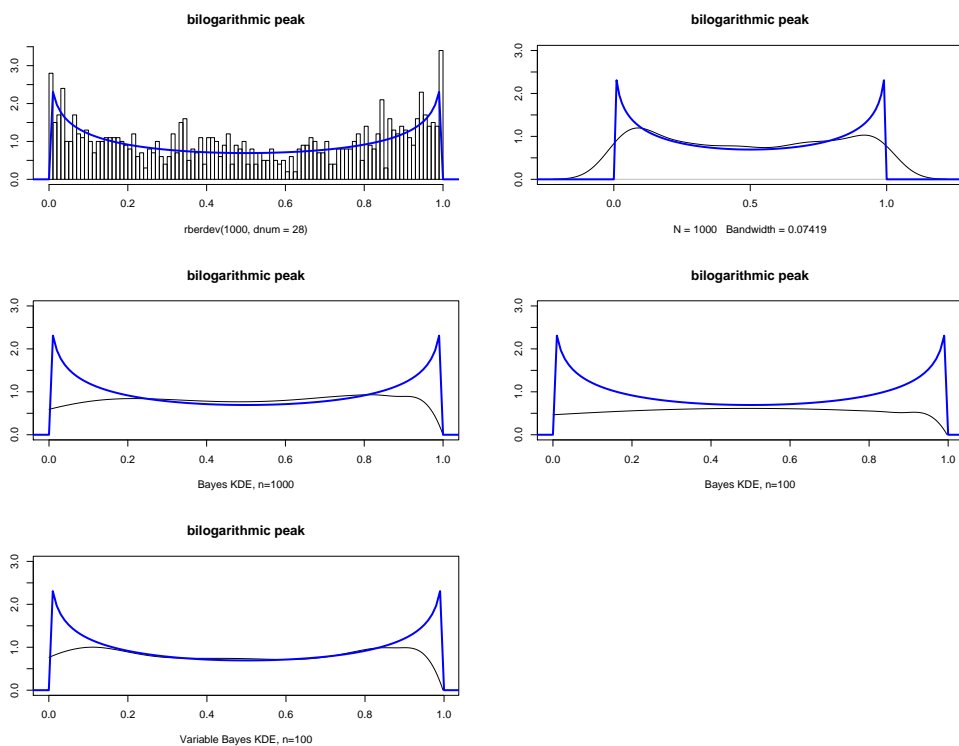 bilogarithmic peak
0.0 1.0 2.0 3.0
0.0 0.2 0.4 0.6 0.8 1.0
rberdev(1000, dnum = 28)
bilogarithmic peak
0.0 1.0 2.0 3.0
0.0 0.5 1.0
N = 1000 Bandwidth = 0.07419
bilogarithmic peak
0.0 1.0 2.0 3.0
0.0 0.2 0.4 0.6 0.8 1.0
Bayes KDE, n=1000
bilogarithmic peak
0.0 1.0 2.0 3.0
0.0 0.2 0.4 0.6 0.8 1.0
Bayes KDE, n=100
bilogarithmic peak
0.0 1.0 2.0 3.0
0.0 0.2 0.4 0.6 0.8 1.0
Variable Bayes KDE, n=100